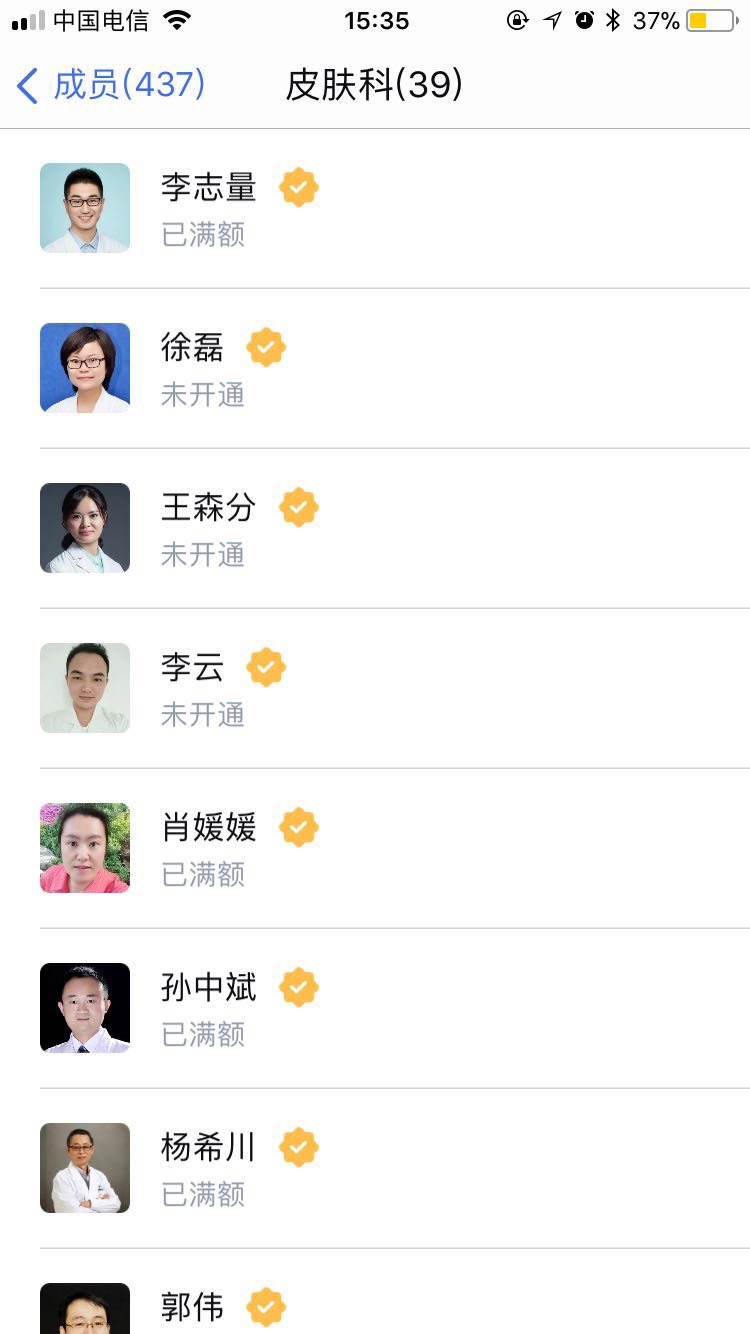 中国电信 15:35 37%
成员(437) 皮肤科(39)
李志量
已满额
徐磊
未开通
王森分
未开通
李云
未开通
肖媛媛
已满额
孙中斌
已满额
杨希川
已满额
郭伟